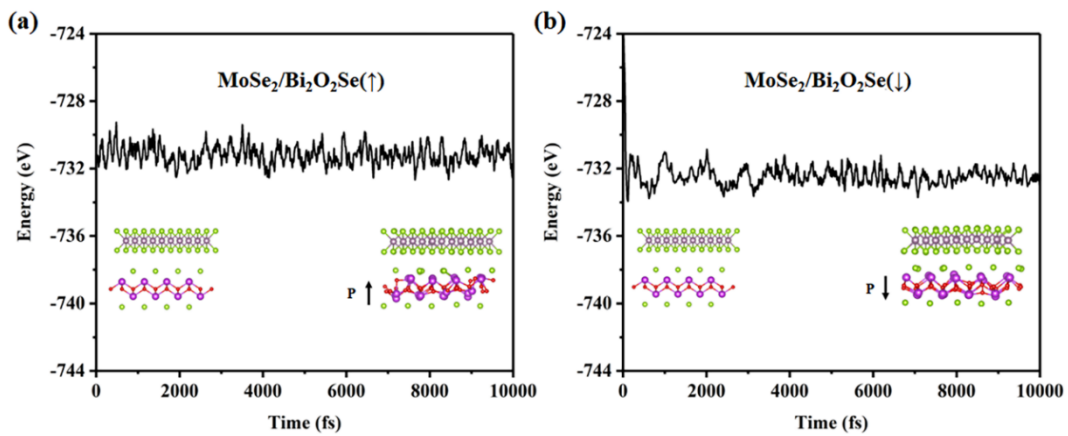 (a)
-724
-728
-732
-736
-740
-744
Energy (eV)
MoSe₂/Bi₂O₂Se(↑)
P
0
2000
4000
6000
8000
10000
Time (fs)
(b)
-724
-728
-732
-736
-740
-744
Energy (eV)
MoSe₂/Bi₂O₂Se(↓)
P
0
2000
4000
6000
8000
10000
Time (fs)